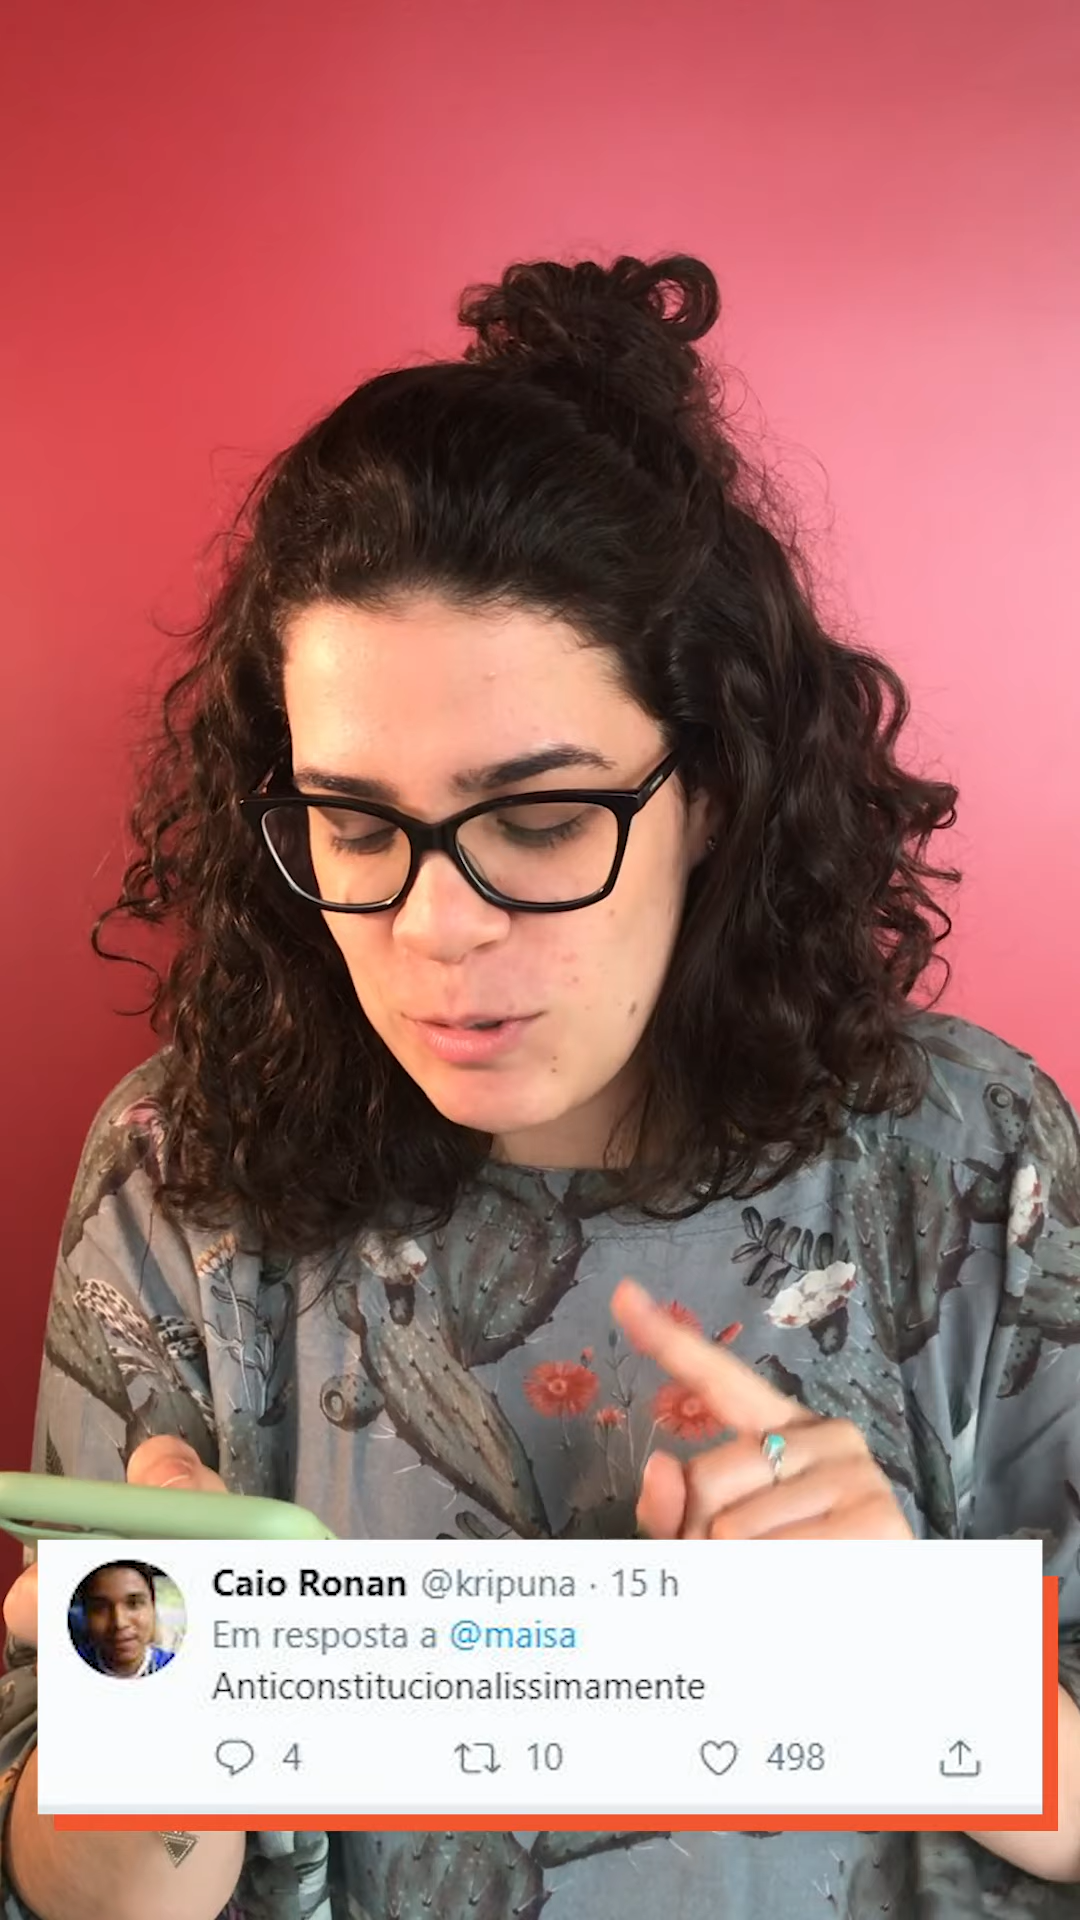 Caio Ronan @kripuna · 15 h
Em resposta a @maisa
Anticonstitucionalissimamente
4 10 498